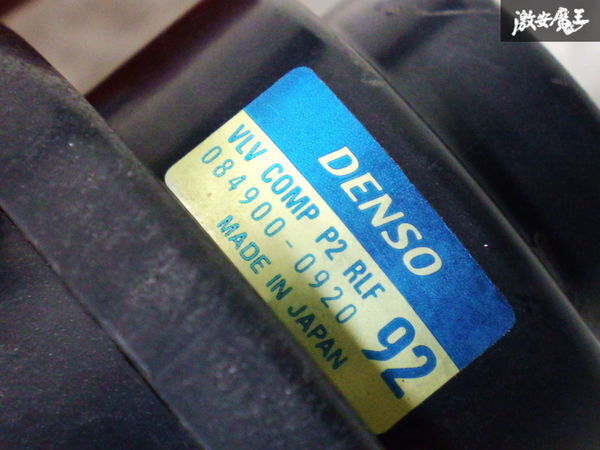 激安魔王
DENSO
VLV COMP P2 RLF
084900-0920 92
MADE IN JAPAN